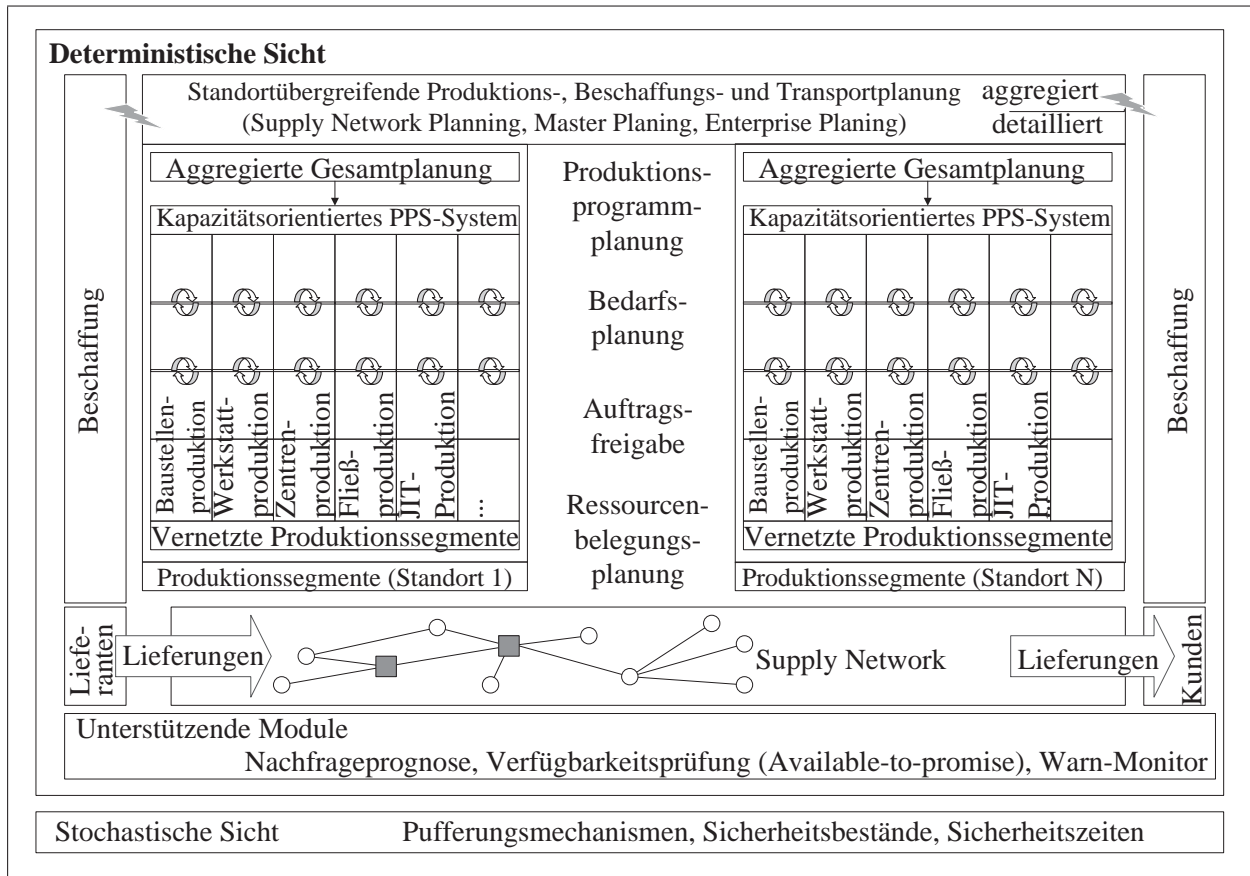 Deterministische Sicht
Standortübergreifende Produktions-, Beschaffungs- und Transportplanung
(Supply Network Planning, Master Planing, Enterprise Planing)
aggregiert
detailliert
Beschaffung
Aggregierte Gesamtplanung
Kapazitätsorientiertes PPS-System
Baustellen-
produktion
Werkstatt-
produktion
Zentren-
produktion
Fließ-
produktion
JIT-
Produktion
...
Vernetzte Produktionssegmente
Produktionssegmente (Standort 1)
Produktions-
programm-
planung
Bedarfs-
planung
Auftrags-
freigabe
Ressourcen-
belegungs-
planung
Aggregierte Gesamtplanung
Kapazitätsorientiertes PPS-System
Baustellen-
produktion
Werkstatt-
produktion
Zentren-
produktion
Fließ-
produktion
JIT-
Produktion
...
Vernetzte Produktionssegmente
Produktionssegmente (Standort N)
Beschaffung
Liefe-
ranten
Lieferungen
Supply Network
Lieferungen
Kunden
Unterstützende Module
Nachfrageprognose, Verfügbarkeitsprüfung (Available-to-promise), Warn-Monitor
Stochastische Sicht
Pufferungsmechanismen, Sicherheitsbestände, Sicherheitszeiten